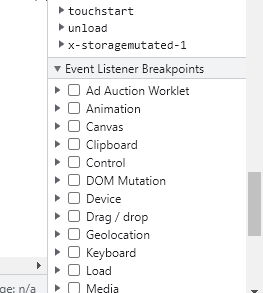 touchstart
unload
x-storagemutated-1
Event Listener Breakpoints
Ad Auction Worklet
Animation
Canvas
Clipboard
Control
DOM Mutation
Device
Drag / drop
Geolocation
Keyboard
Load
Media
ge: n/a